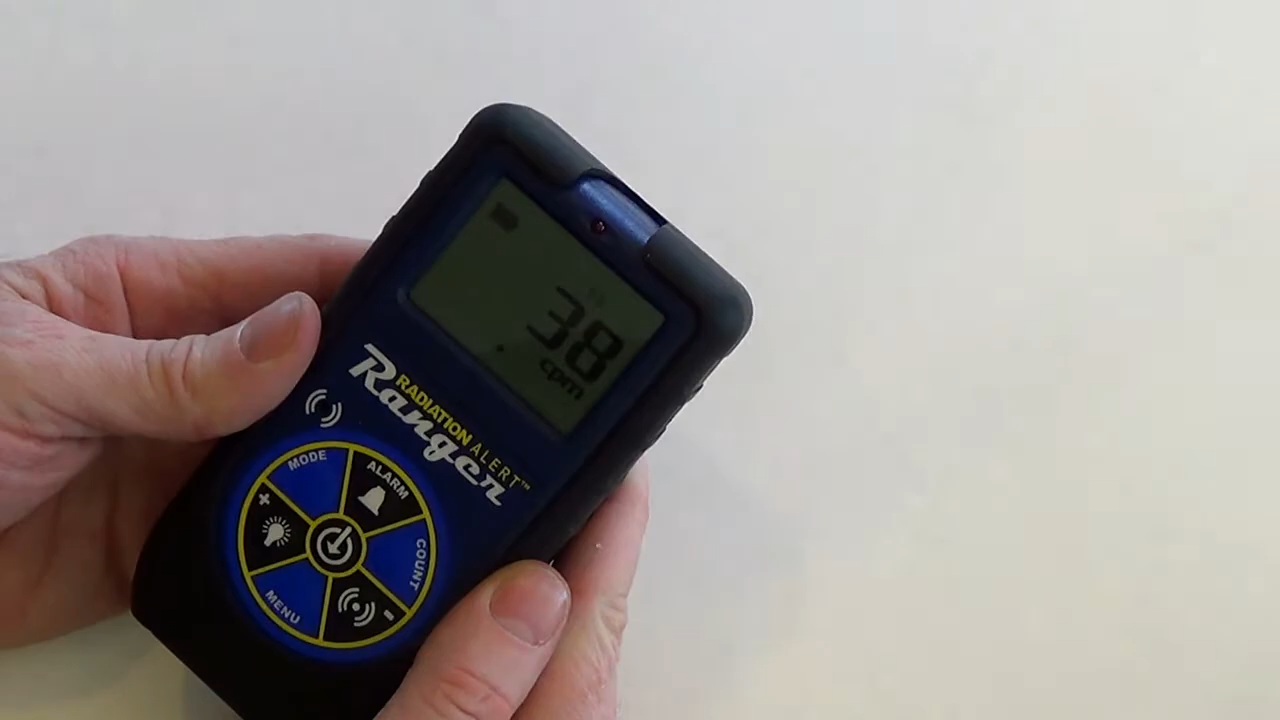 38
cpm
RADIATION ALERT™
Ranger
MODE
ALARM
+
COUNT
MENU
-